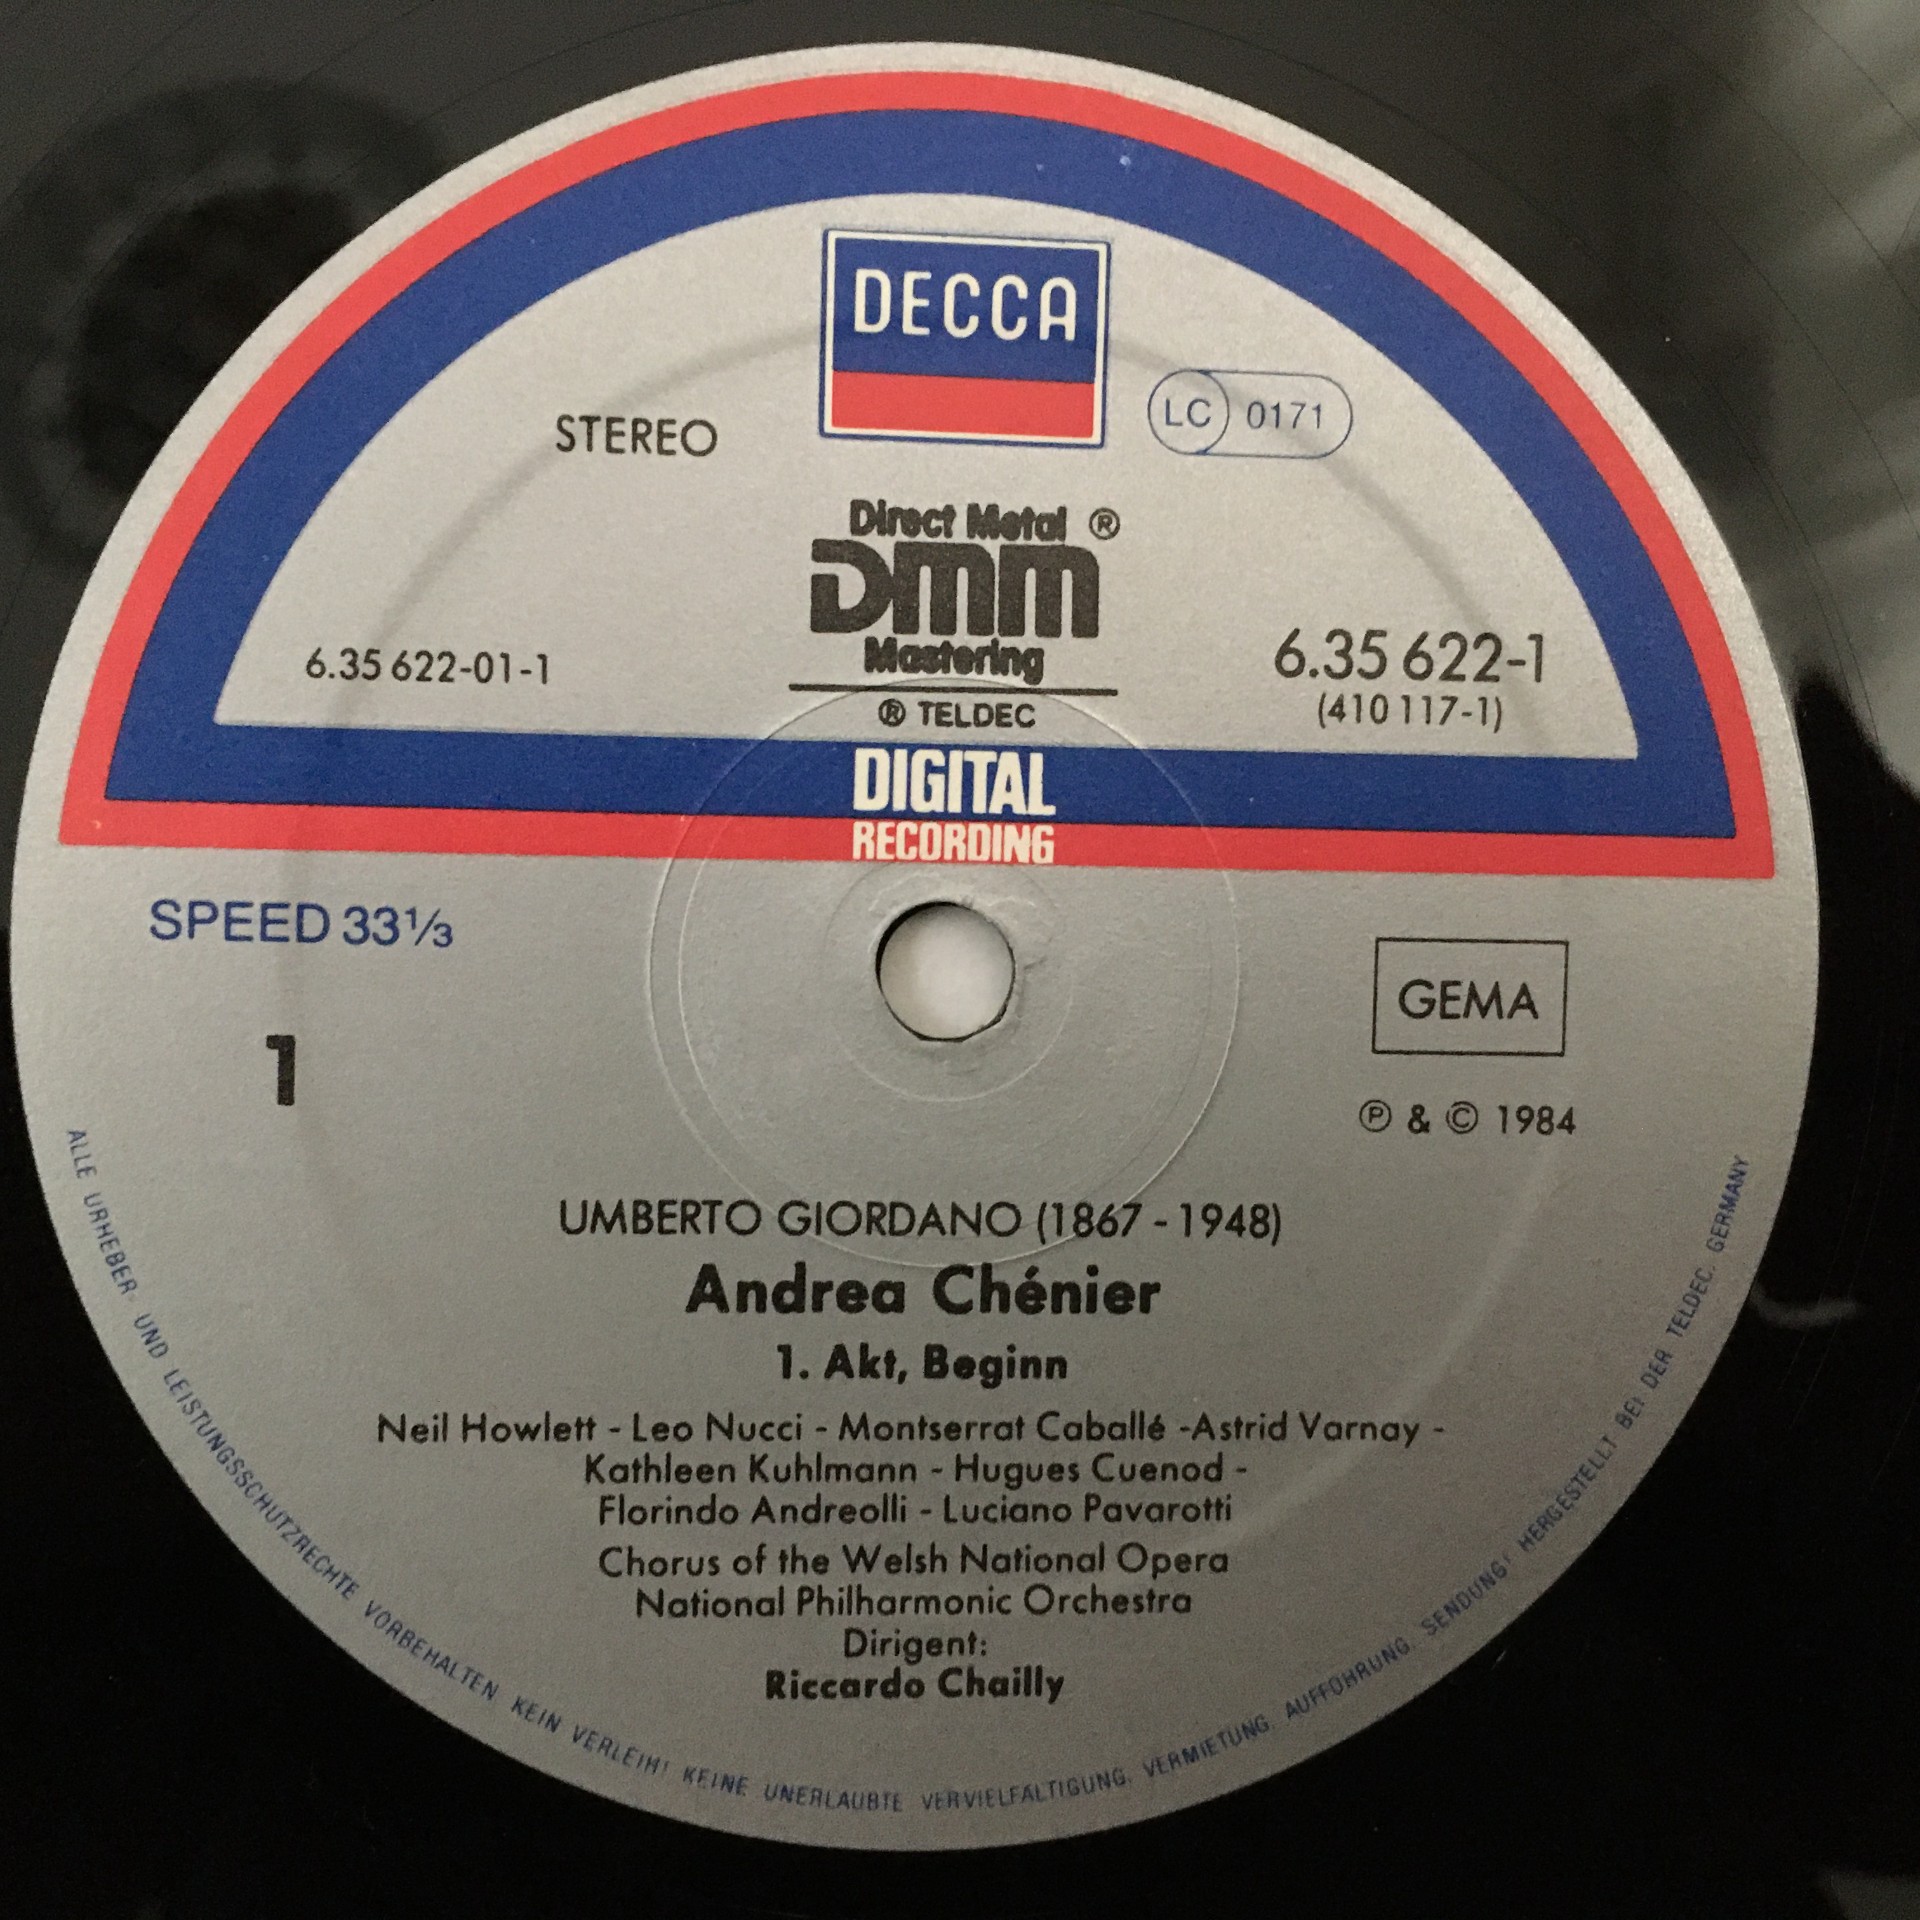 DECCA
STEREO
LC 0171
Direct Metal ®
DMM
Mastering
® TELDEC
6.35 622-01-1
6.35 622-1
(410 117-1)
DIGITAL
RECORDING
SPEED 33⅓
GEMA
1
℗ & © 1984
UMBERTO GIORDANO (1867 - 1948)
Andrea Chénier
1. Akt, Beginn
Neil Howlett - Leo Nucci - Montserrat Caballé -Astrid Varnay -
Kathleen Kuhlmann - Hugues Cuenod -
Florindo Andreolli - Luciano Pavarotti
Chorus of the Welsh National Opera
National Philharmonic Orchestra
Dirigent:
Riccardo Chailly
ALLE URHEBER UND LEISTUNGSSCHUTZRECHTE VORBEHALTEN KEIN VERLEIH! KEINE UNERLAUBTE VERVIELFÄLTIGUNG, VERMIETUNG, AUFFÜHRUNG, SENDUNG! HERGESTELLT BEI DER TELDEC, GERMANY